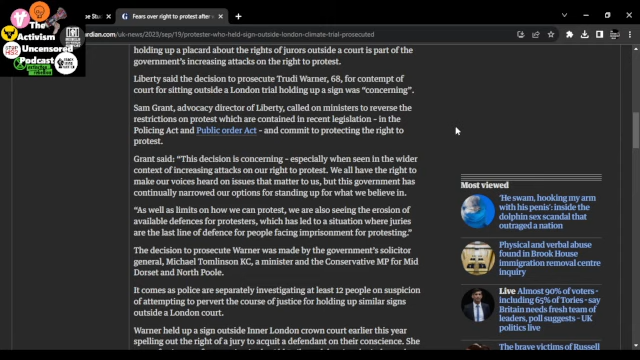 The
Activism
Uncensored
Podcast
Fears over right to protest after
ardian.com/uk-news/2023/sep/19/protester-who-held-sign-outside-london-climate-trial-prosecuted
holding up a placard about the rights of jurors outside a court is part of the
government's increasing attacks on the right to protest.
Liberty said the decision to prosecute Trudi Warner, 68, for contempt of
court for sitting outside a London trial holding up a sign was “concerning”.
Sam Grant, advocacy director of Liberty, called on ministers to reverse the
restrictions on protest which are contained in recent legislation – in
the Policing Act and Public order Act – and commit to protecting the right to
protest.
Grant said: “This decision is concerning – especially when seen in the wider
context of increasing attacks on our right to protest. We all have the right to
make our voices heard on issues that matter to us, but this government has
continually narrowed our options for standing up for what we believe in.
“As well as limits on how we can protest, we are also seeing the erosion of
available defences for protesters, which has led to a situation where juries
are the last line of defence for people facing imprisonment for protesting.”
The decision to prosecute Warner was made by the government's solicitor
general, Michael Tomlinson KC, a minister and the Conservative MP for Mid
Dorset and North Poole.
It comes as police are separately investigating at least 12 people on suspicion
of attempting to pervert the course of justice for holding up similar signs
outside a London court.
Warner held up a sign outside Inner London crown court earlier this year
spelling out the right of a jury to acquit a defendant on their conscience. She
Most viewed
‘He swam, hooking my arm
with his penis’: inside the
dolphin sex scandal that
outraged a nation
Physical and verbal abuse
found in Brook House
immigration removal centre
inquiry
Live Almost 90% of voters -
including 65% of Tories - say
Britain needs fresh team of
leaders, poll suggests - UK
politics live
The brave victims of Russell